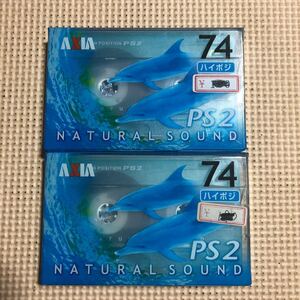 AXIA POSITION PS2
74
ハイポジ
¥
PS2
NATURAL SOUND
AXIA POSITION PS2
74
ハイポジ
¥
PS2
NATURAL SOUND